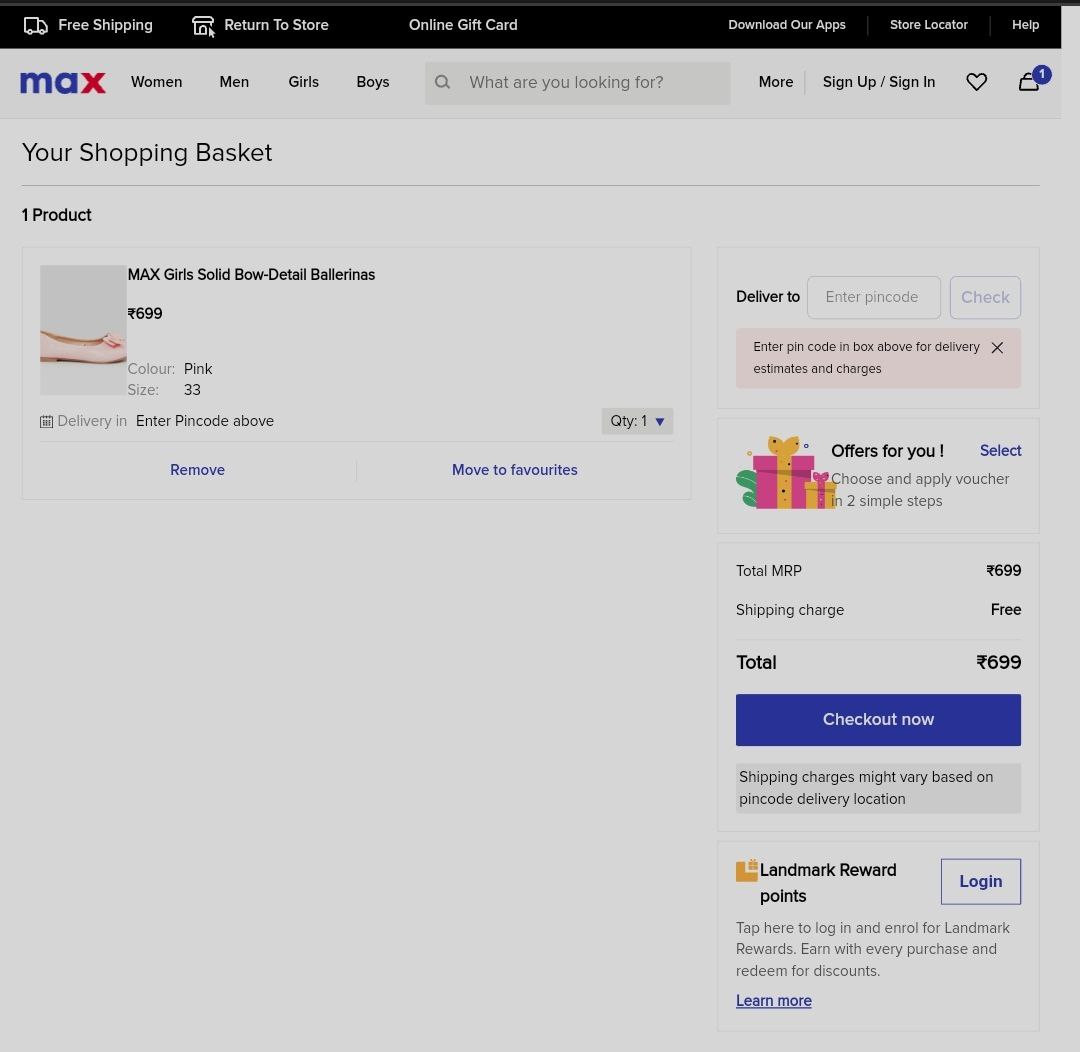 Free Shipping
Return To Store
Online Gift Card
Download Our Apps
Store Locator
Help
max
Women
Men
Girls
Boys
What are you looking for?
More
Sign Up / Sign In
1
Your Shopping Basket
1 Product
MAX Girls Solid Bow-Detail Ballerinas
₹699
Colour: Pink
Size: 33
Delivery in Enter Pincode above
Qty: 1
Remove
Move to favourites
Deliver to
Enter pincode
Check
Enter pin code in box above for delivery
estimates and charges
Offers for you !
Select
Choose and apply voucher
in 2 simple steps
Total MRP ₹699
Shipping charge Free
Total ₹699
Checkout now
Shipping charges might vary based on
pincode delivery location
Landmark Reward
points
Login
Tap here to log in and enrol for Landmark
Rewards. Earn with every purchase and
redeem for discounts.
Learn more